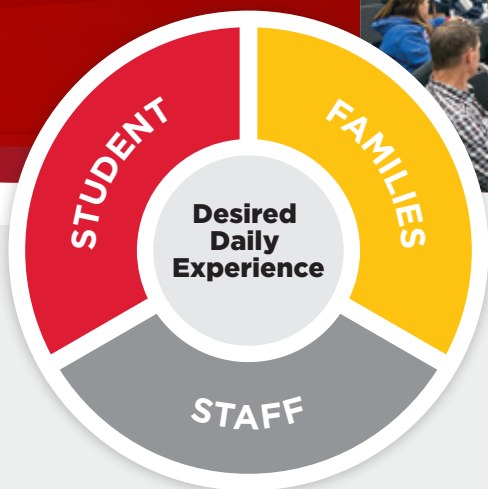 STUDENT
FAMILIES
Desired
Daily
Experience
STAFF